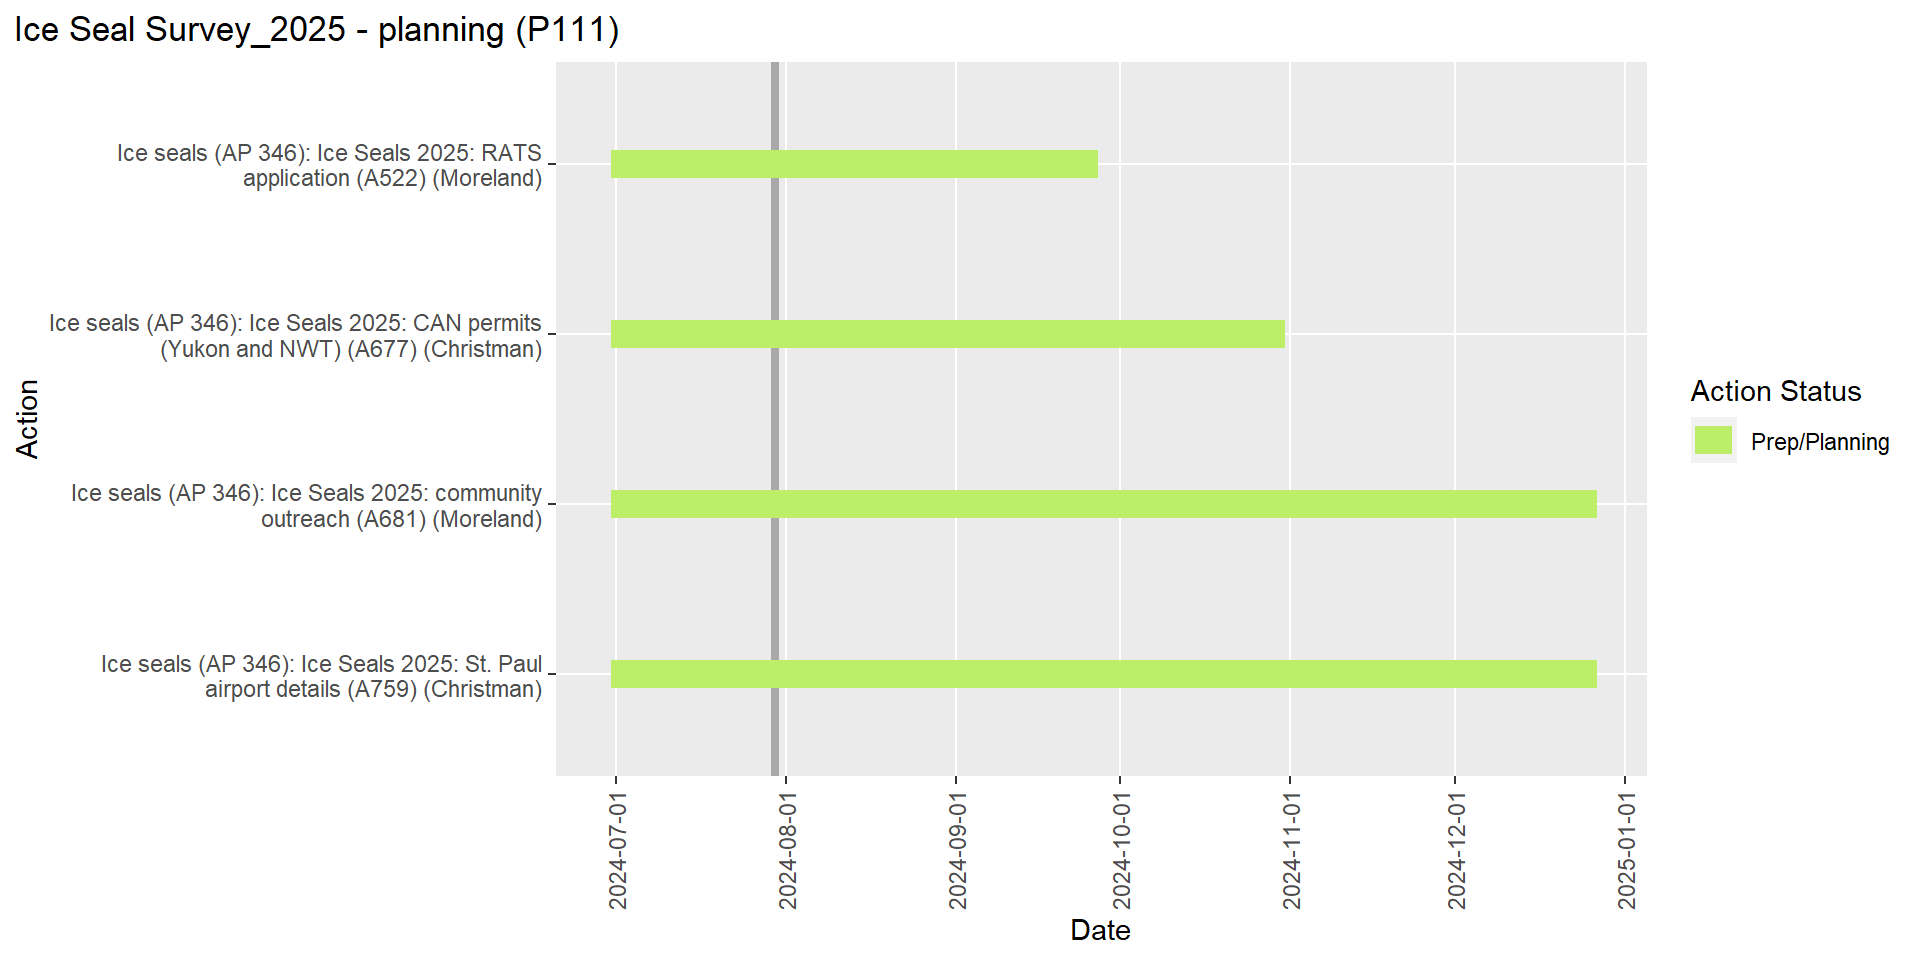 Ice Seal Survey_2025 - planning (P111)
Ice seals (AP 346): Ice Seals 2025: RATS
application (A522) (Moreland)
Ice seals (AP 346): Ice Seals 2025: CAN permits
(Yukon and NWT) (A677) (Christman)
Ice seals (AP 346): Ice Seals 2025: community
outreach (A681) (Moreland)
Ice seals (AP 346): Ice Seals 2025: St. Paul
airport details (A759) (Christman)
Action
2024-07-01
2024-08-01
2024-09-01
2024-10-01
2024-11-01
2024-12-01
2025-01-01
Date
Action Status
Prep/Planning